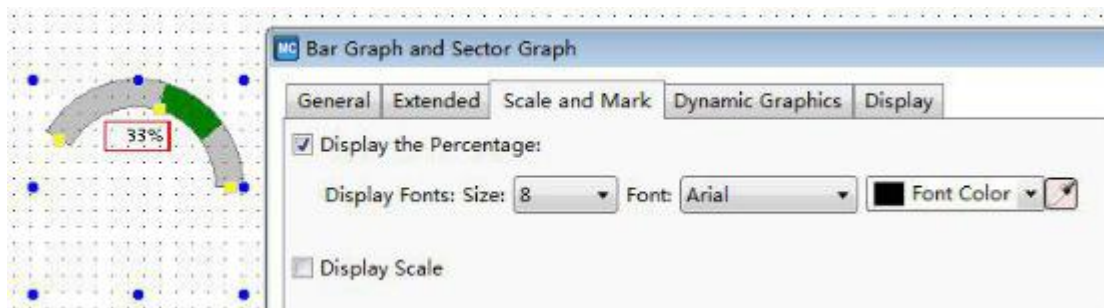 MC Bar Graph and Sector Graph
General Extended Scale and Mark Dynamic Graphics Display
33%
Display the Percentage:
Display Fonts: Size: 8 Font: Arial Font Color
Display Scale